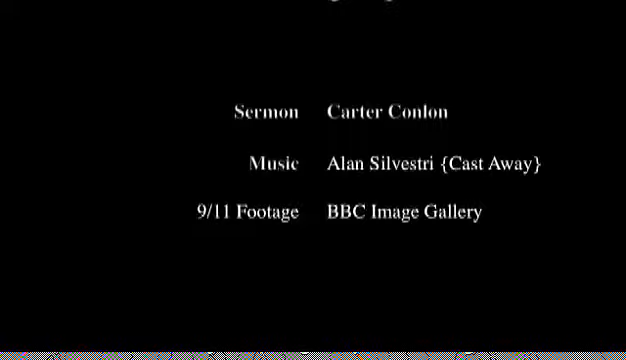 Sermon Carter Conlon
Music Alan Silvestri {Cast Away}
9/11 Footage BBC Image Gallery